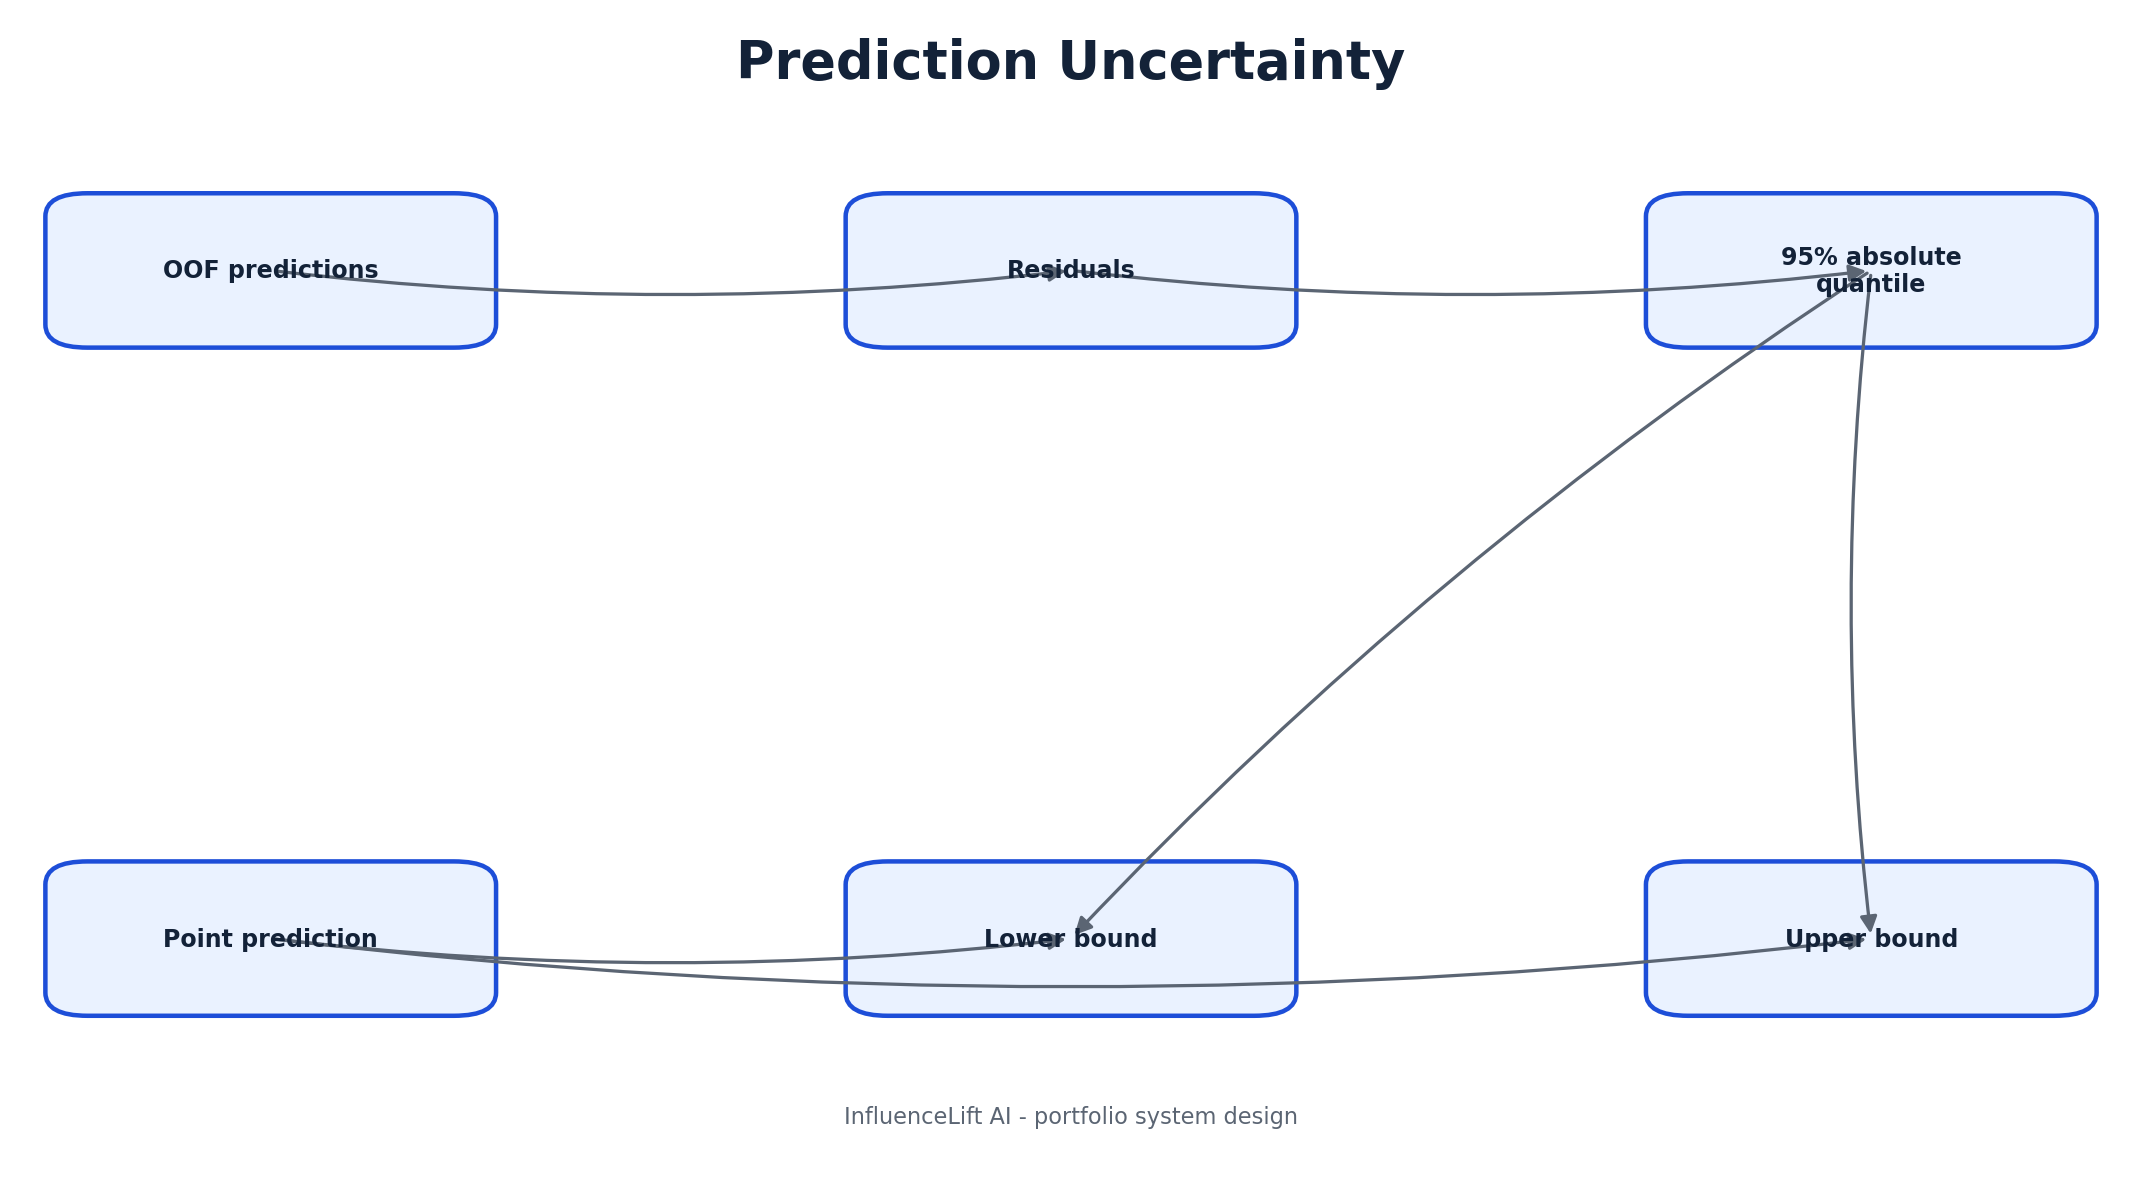 Prediction Uncertainty
OOF predictions
Residuals
95% absolute
quantile
Point prediction
Lower bound
Upper bound
InfluenceLift AI - portfolio system design